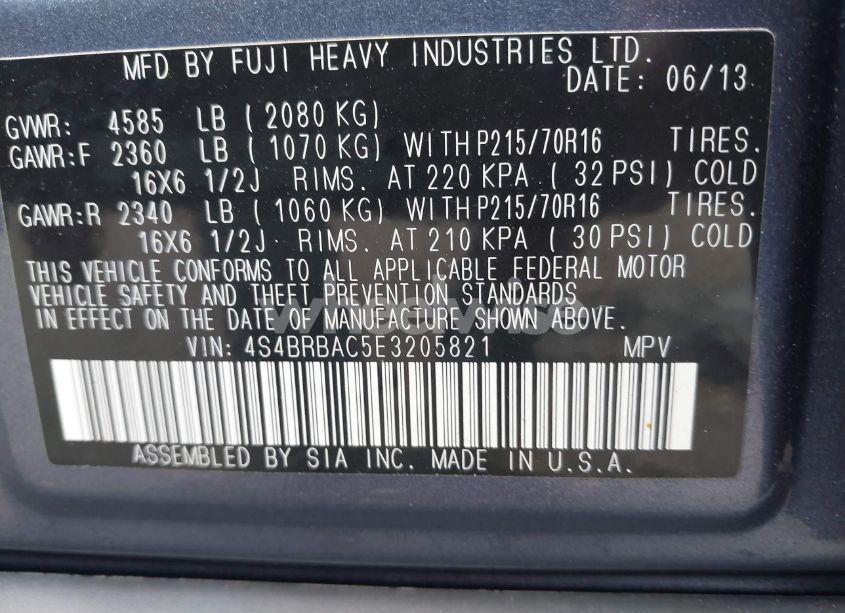 MFD BY FUJI HEAVY INDUSTRIES LTD.
DATE: 06/13
GVWR: 4585 LB ( 2080 KG)
GAWR:F 2360 LB ( 1070 KG) WITH P215/70R16 TIRES.
16X6 1/2J RIMS. AT 220 KPA ( 32 PSI) COLD
GAWR:R 2340 LB ( 1060 KG) WITH P215/70R16 TIRES.
16X6 1/2J RIMS. AT 210 KPA ( 30 PSI) COLD
THIS VEHICLE CONFORMS TO ALL APPLICABLE FEDERAL MOTOR
VEHICLE SAFETY AND THEFT PREVENTION STANDARDS
IN EFFECT ON THE DATE OF MANUFACTURE SHOWN ABOVE.
VIN: 4S4BRBAC5E3205821 MPV
ASSEMBLED BY SIA INC. MADE IN U.S.A.